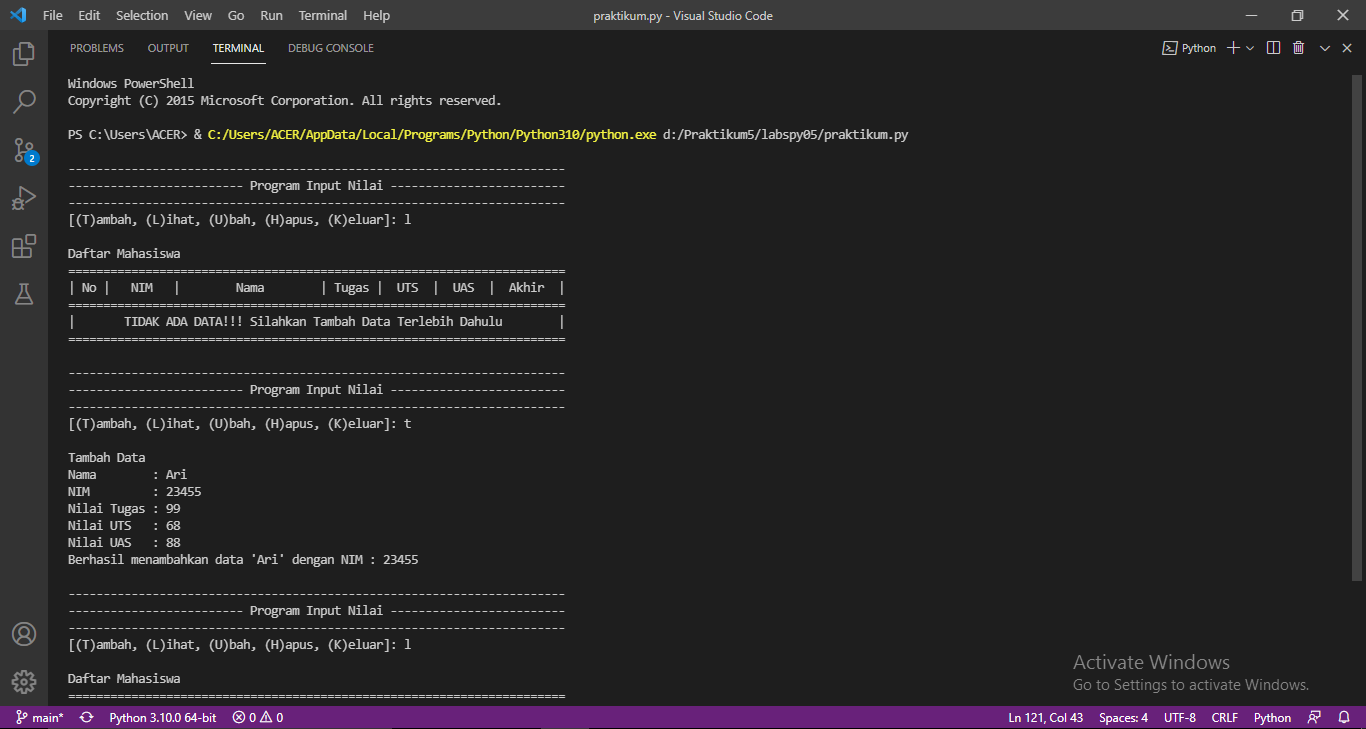 File Edit Selection View Go Run Terminal Help praktikum.py - Visual Studio Code
PROBLEMS OUTPUT TERMINAL DEBUG CONSOLE Python
Windows PowerShell
Copyright (C) 2015 Microsoft Corporation. All rights reserved.
PS C:\Users\ACER> & C:/Users/ACER/AppData/Local/Programs/Python/Python310/python.exe d:/Praktikum5/labspy05/praktikum.py
2
-----------------------------------------------------------------------
------------------------- Program Input Nilai -------------------------
-----------------------------------------------------------------------
[(T)ambah, (L)ihat, (U)bah, (H)apus, (K)eluar]: l
Daftar Mahasiswa
=======================================================================
| No |   NIM   |        Nama        | Tugas |  UTS  |  UAS  |  Akhir  |
=======================================================================
|       TIDAK ADA DATA!!! Silahkan Tambah Data Terlebih Dahulu        |
=======================================================================
-----------------------------------------------------------------------
------------------------- Program Input Nilai -------------------------
-----------------------------------------------------------------------
[(T)ambah, (L)ihat, (U)bah, (H)apus, (K)eluar]: t
Tambah Data
Nama        : Ari
NIM         : 23455
Nilai Tugas : 99
Nilai UTS   : 68
Nilai UAS   : 88
Berhasil menambahkan data 'Ari' dengan NIM : 23455
-----------------------------------------------------------------------
------------------------- Program Input Nilai -------------------------
-----------------------------------------------------------------------
[(T)ambah, (L)ihat, (U)bah, (H)apus, (K)eluar]: l
Daftar Mahasiswa
=======================================================================
Activate Windows
Go to Settings to activate Windows.
main* Python 3.10.0 64-bit 0 0 Ln 121, Col 43 Spaces: 4 UTF-8 CRLF Python